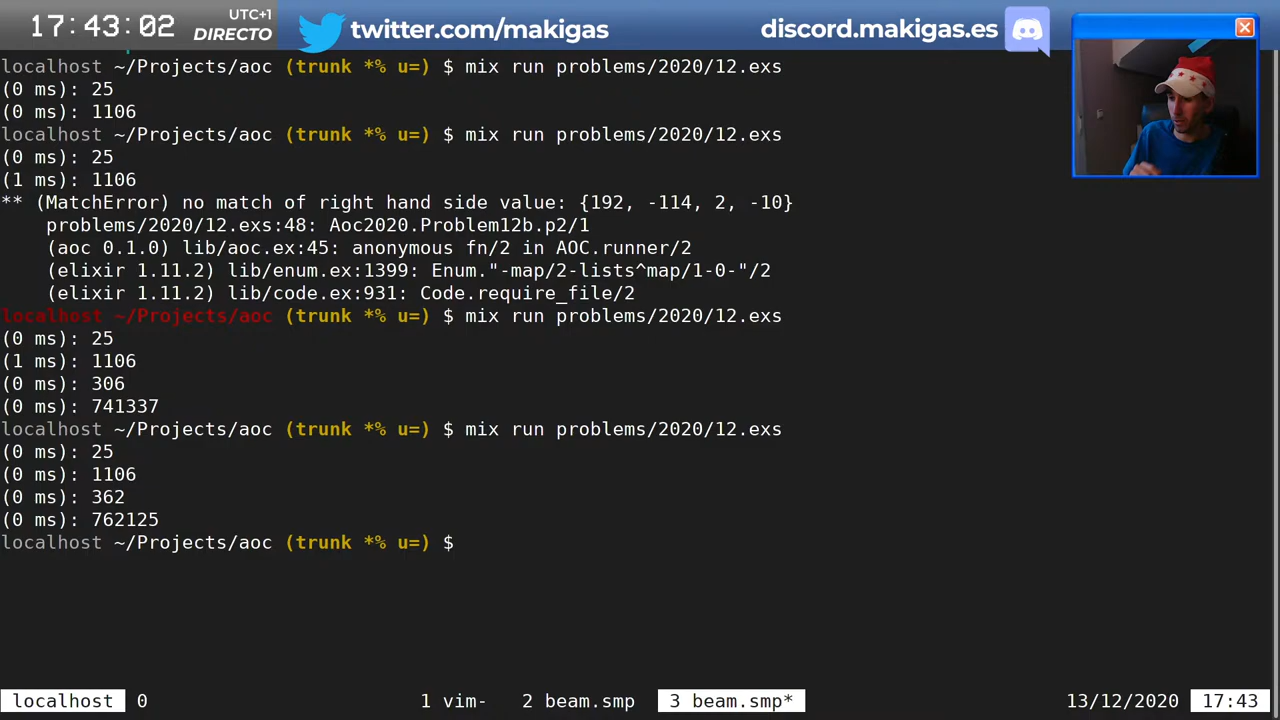 17:43:02
UTC+1
DIRECTO
twitter.com/makigas
discord.makigas.es
localhost ~/Projects/aoc (trunk *% u=) $ mix run problems/2020/12.exs
(0 ms): 25
(0 ms): 1106
localhost ~/Projects/aoc (trunk *% u=) $ mix run problems/2020/12.exs
(0 ms): 25
(1 ms): 1106
** (MatchError) no match of right hand side value: {192, -114, 2, -10}
    problems/2020/12.exs:48: Aoc2020.Problem12b.p2/1
    (aoc 0.1.0) lib/aoc.ex:45: anonymous fn/2 in AOC.runner/2
    (elixir 1.11.2) lib/enum.ex:1399: Enum."-map/2-lists^map/1-0-"/2
    (elixir 1.11.2) lib/code.ex:931: Code.require_file/2
localhost ~/Projects/aoc (trunk *% u=) $ mix run problems/2020/12.exs
(0 ms): 25
(1 ms): 1106
(0 ms): 306
(0 ms): 741337
localhost ~/Projects/aoc (trunk *% u=) $ mix run problems/2020/12.exs
(0 ms): 25
(0 ms): 1106
(0 ms): 362
(0 ms): 762125
localhost ~/Projects/aoc (trunk *% u=) $
localhost 0 1 vim- 2 beam.smp 3 beam.smp* 13/12/2020 17:43